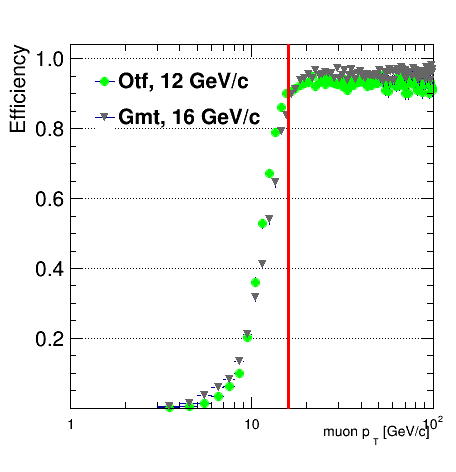 Efficiency
1.0
0.8
0.6
0.4
0.2
Otf, 12 GeV/c
Gmt, 16 GeV/c
1
10
10²
muon p_T [GeV/c]